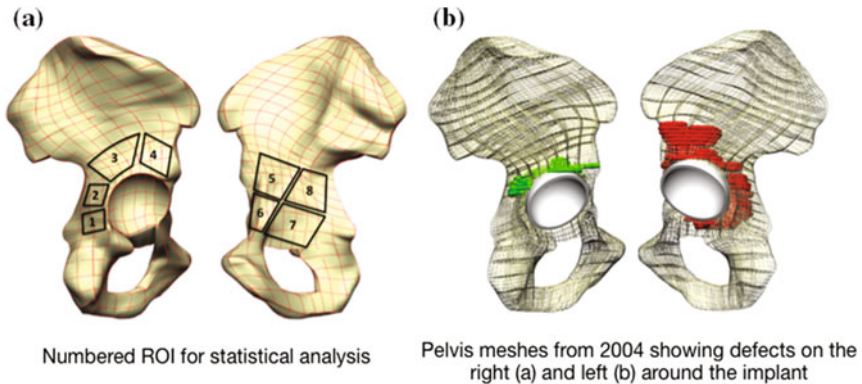 (a)
(b)
3
4
2
1
5
8
6
7
Numbered ROI for statistical analysis
Pelvis meshes from 2004 showing defects on the
right (a) and left (b) around the implant